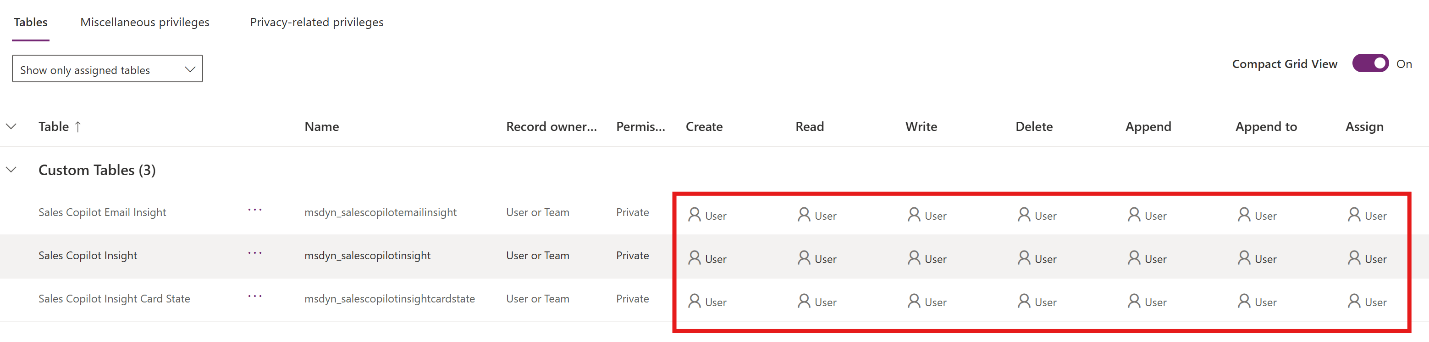 Tables Miscellaneous privileges Privacy-related privileges
Show only assigned tables Compact Grid View On
Table ↑ Name Record owner... Permis... Create Read Write Delete Append Append to Assign
Custom Tables (3)
Sales Copilot Email Insight ... msdyn_salescopilotemailinsight User or Team Private User User User User User User User
Sales Copilot Insight ... msdyn_salescopilotinsight User or Team Private User User User User User User User
Sales Copilot Insight Card State ... msdyn_salescopilotinsightcardstate User or Team Private User User User User User User User